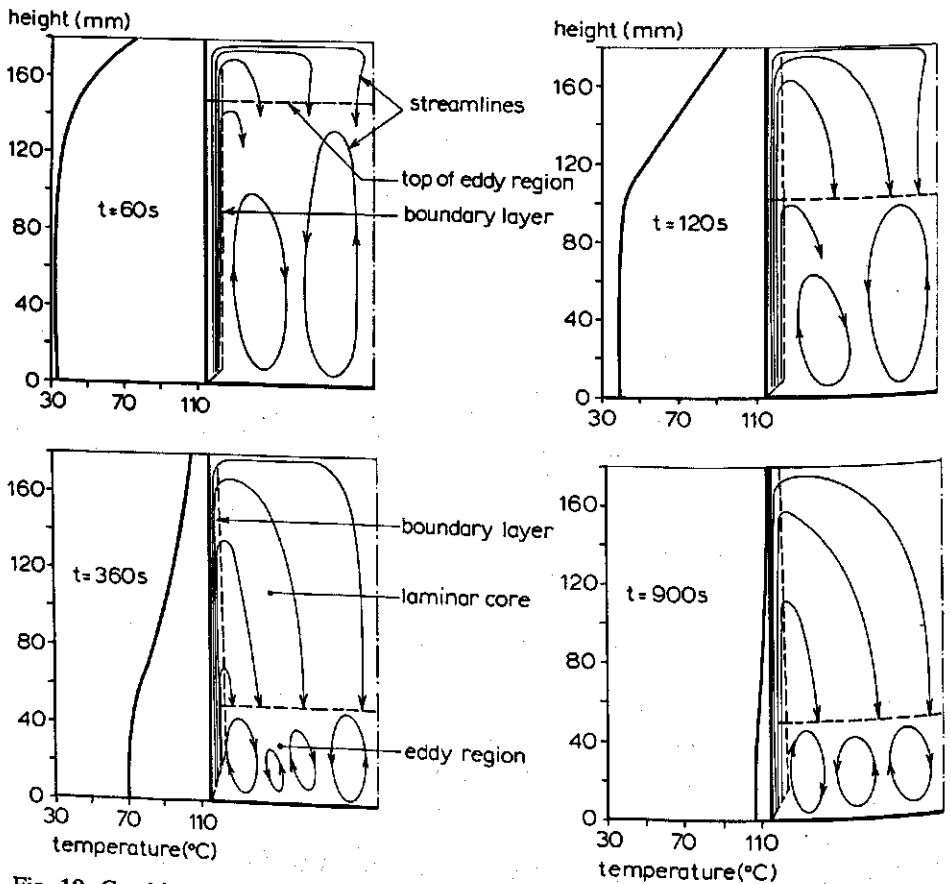 height (mm)
160
120
80
40
0
30 70 110
t=60s
streamlines
top of eddy region
boundary layer
height (mm)
160
120
80
40
0
30 70 110
t=120s
160
120
80
40
0
30 70 110
temperature(°C)
t=360s
boundary layer
laminar core
eddy region
160
120
80
40
0
30 70 110
temperature (°C)
t=900s